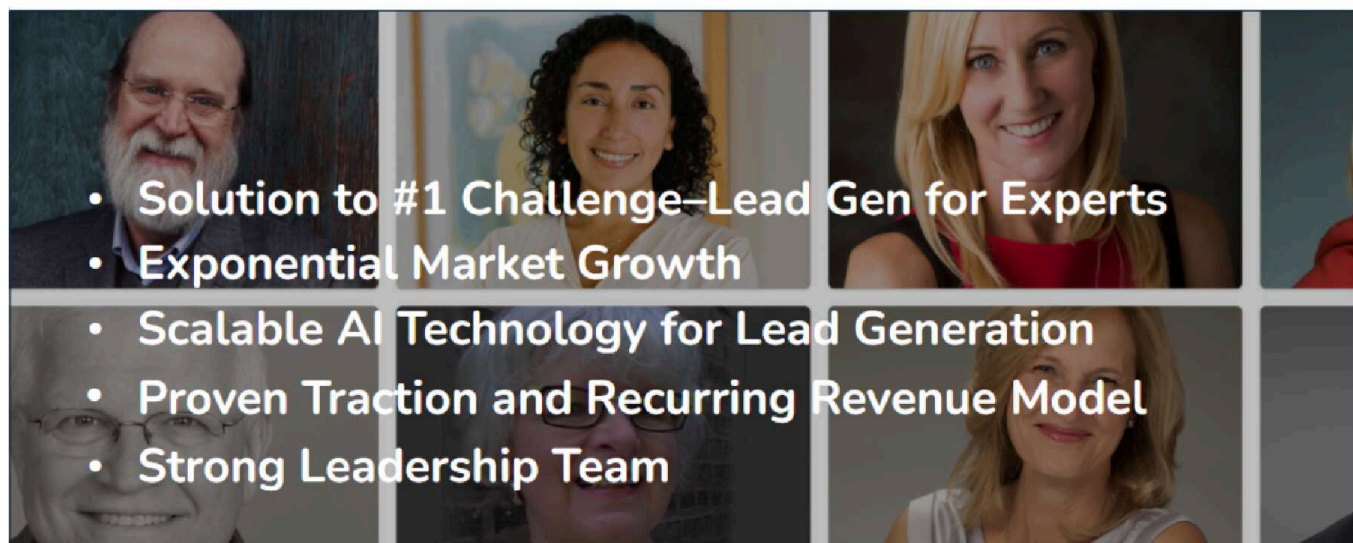 • Solution to #1 Challenge–Lead Gen for Experts
• Exponential Market Growth
• Scalable AI Technology for Lead Generation
• Proven Traction and Recurring Revenue Model
• Strong Leadership Team